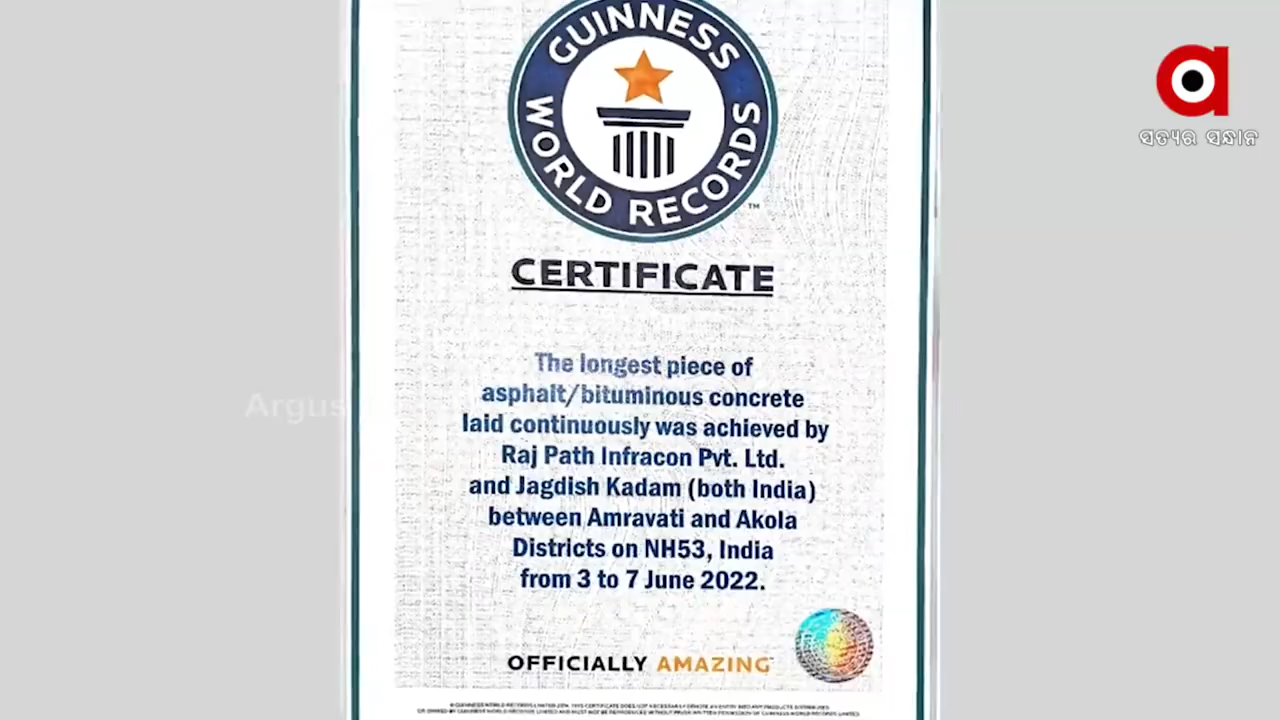 GUINNESS
WORLD RECORDS
™
CERTIFICATE
ସତ୍ୟର ସନ୍ଧାନ
The longest piece of
asphalt/bituminous concrete
laid continuously was achieved by
Argus
Raj Path Infracon Pvt. Ltd.
and Jagdish Kadam (both India)
between Amravati and Akola
Districts on NH53, India
from 3 to 7 June 2022.
OFFICIALLY AMAZING